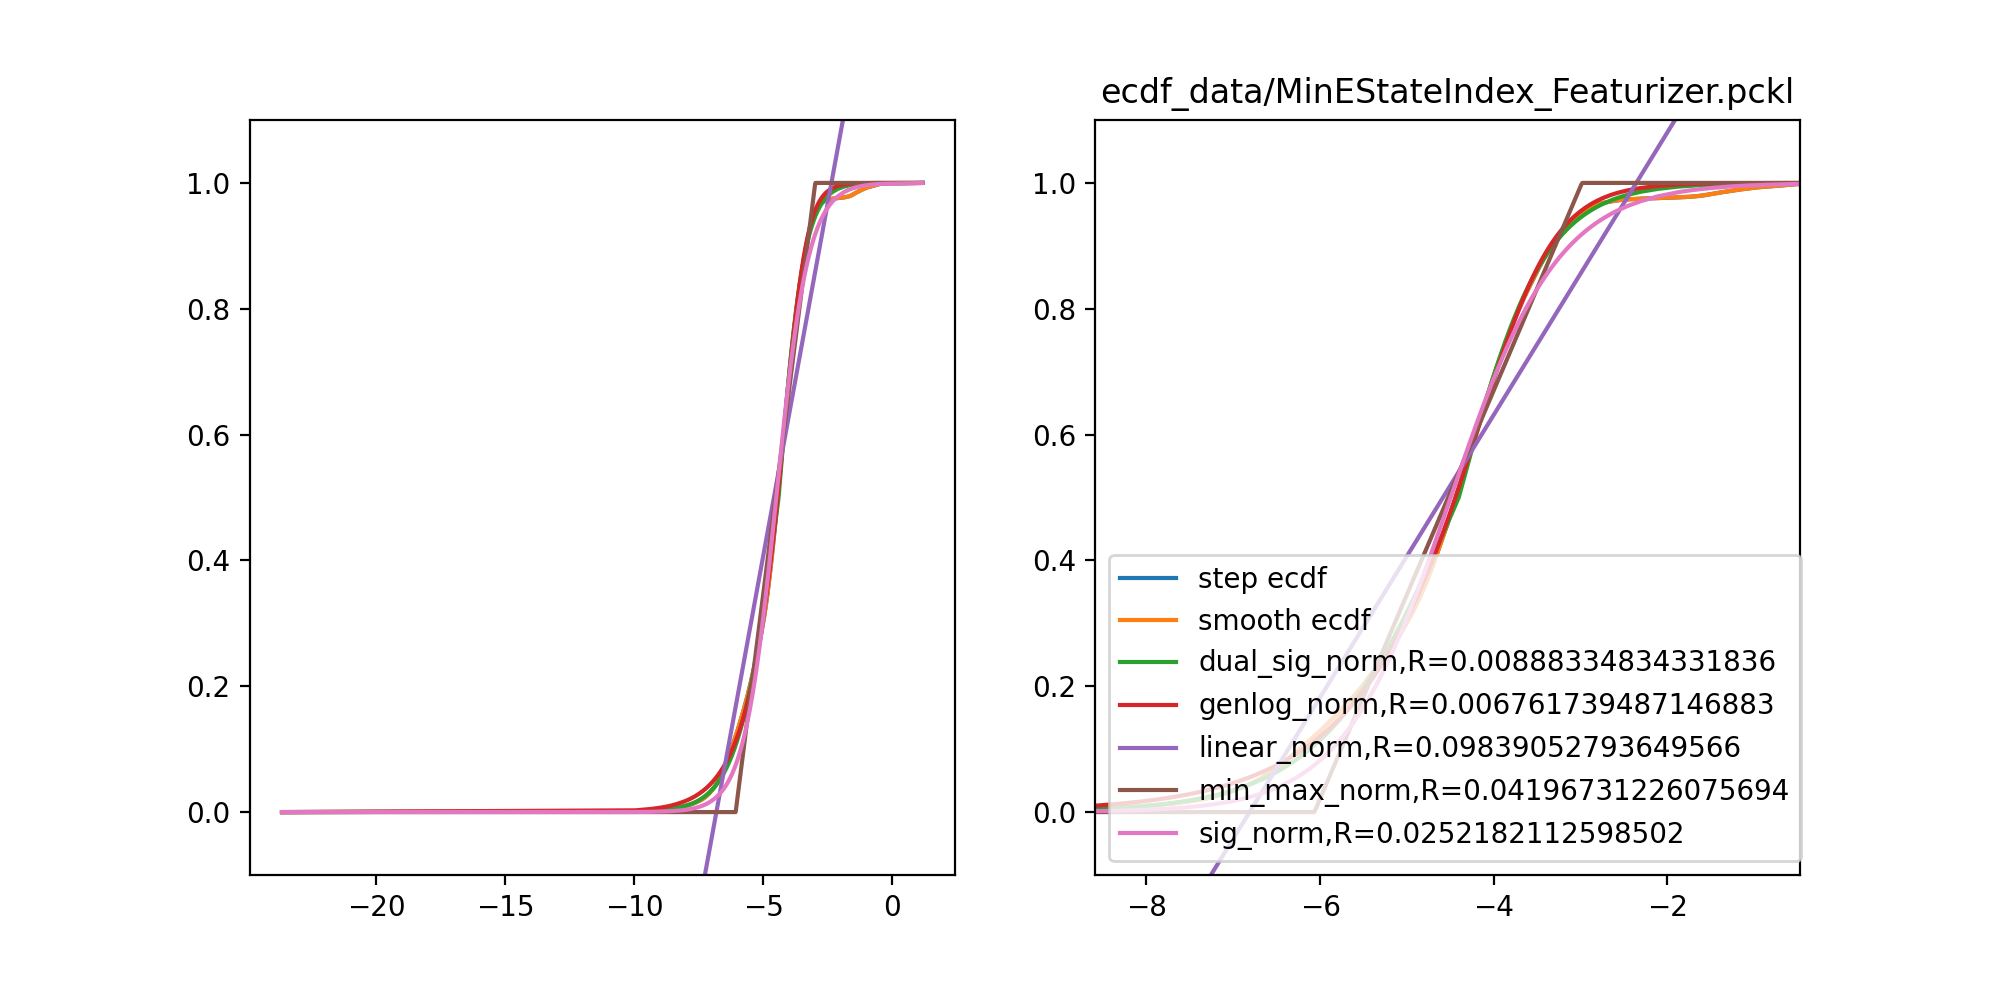 ecdf_data/MinEStateIndex_Featurizer.pckl
1.0
0.8
0.6
0.4
0.2
0.0
−20 −15 −10 −5 0
1.0
0.8
0.6
0.4
0.2
0.0
−8 −6 −4 −2
step ecdf
smooth ecdf
dual_sig_norm,R=0.00888334834331836
genlog_norm,R=0.006761739487146883
linear_norm,R=0.09839052793649566
min_max_norm,R=0.04196731226075694
sig_norm,R=0.0252182112598502